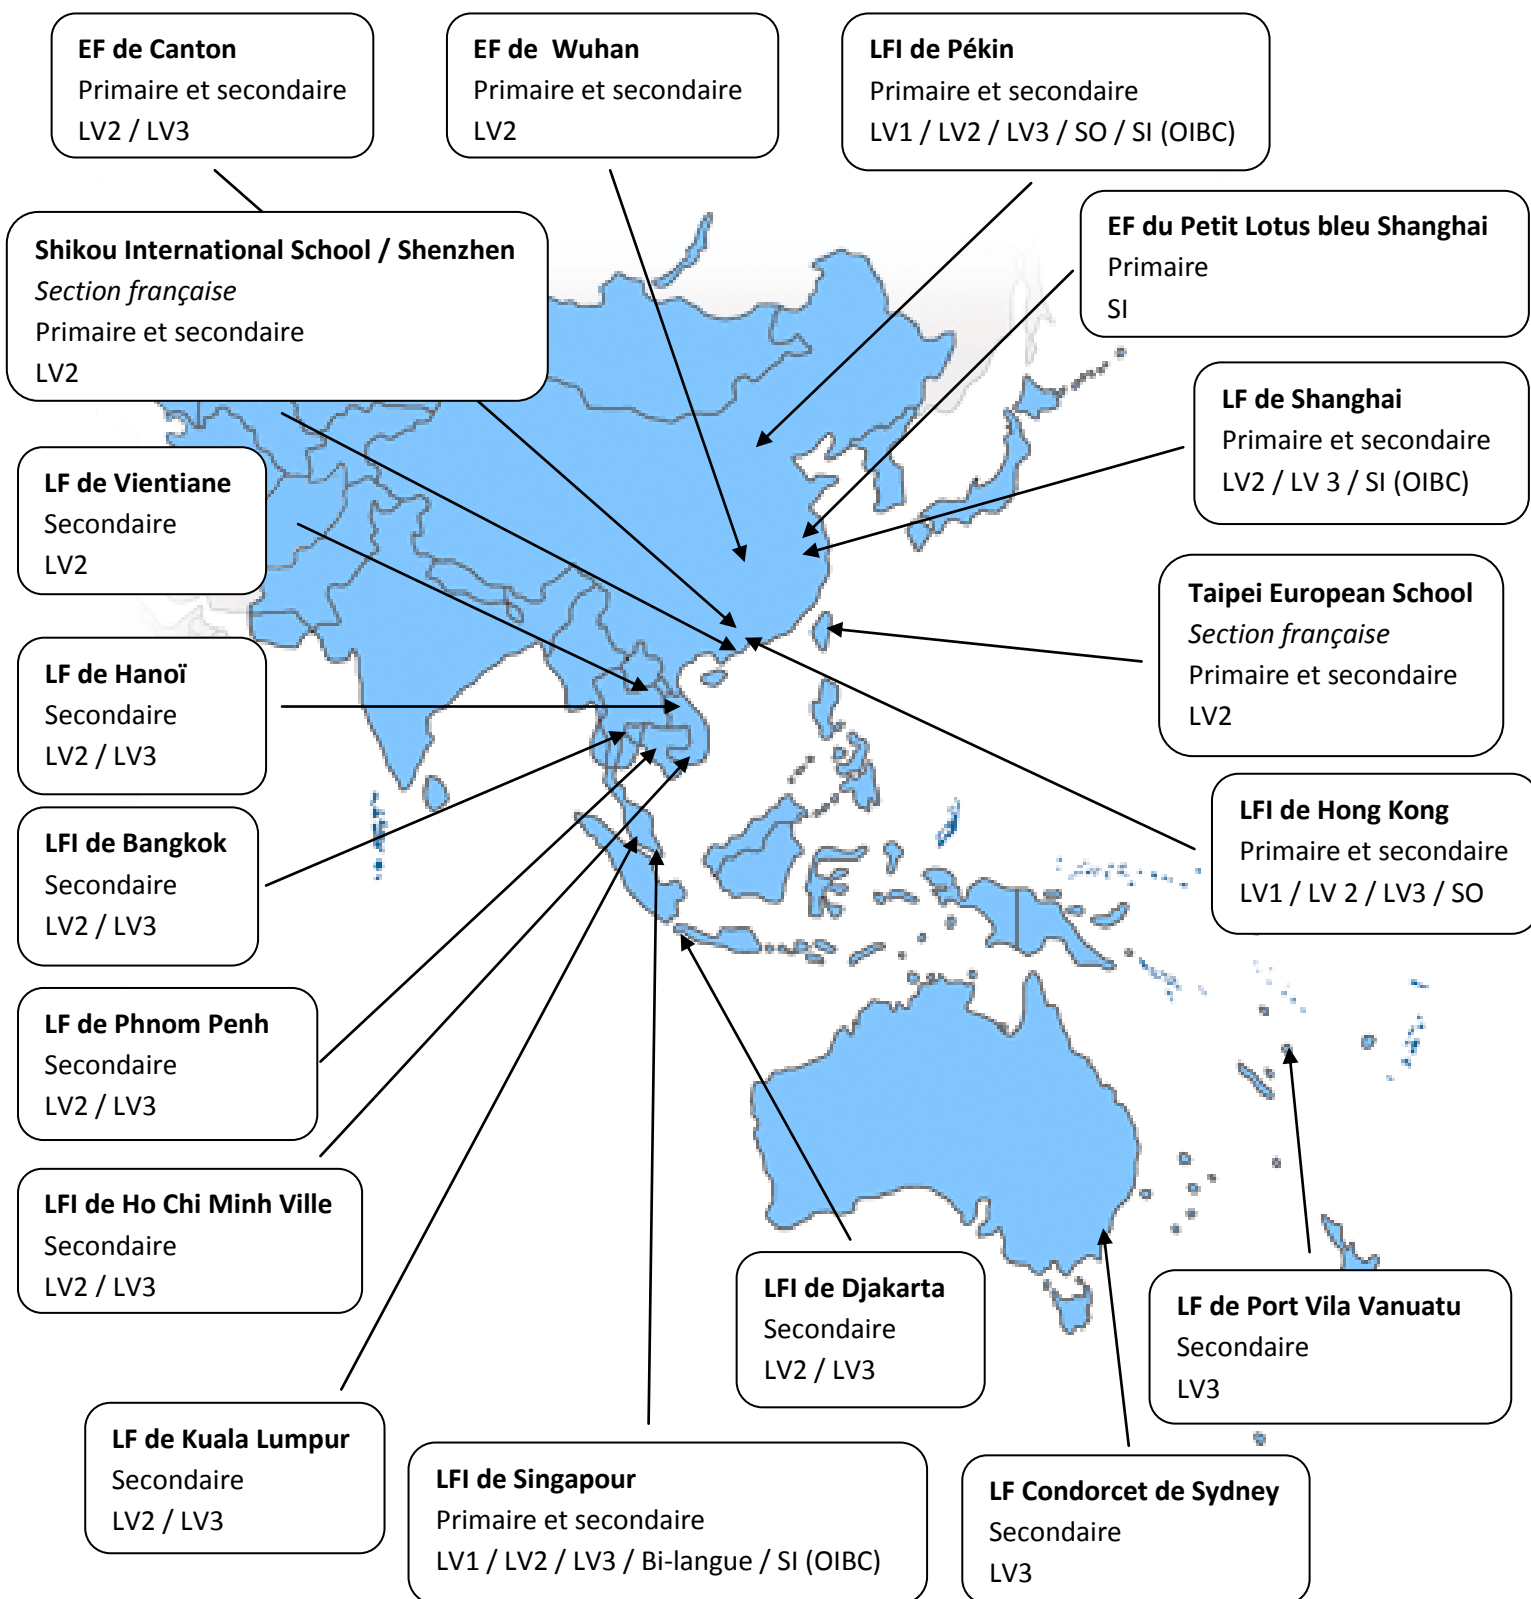 EF de Canton
Primaire et secondaire
LV2 / LV3
EF de  Wuhan
Primaire et secondaire
LV2
LFI de Pékin
Primaire et secondaire
LV1 / LV2 / LV3 / SO / SI (OIBC)
Shikou International School / Shenzhen
Section française
Primaire et secondaire
LV2
EF du Petit Lotus bleu Shanghai
Primaire
SI
LF de Shanghai
Primaire et secondaire
LV2 / LV 3 / SI (OIBC)
LF de Vientiane
Secondaire
LV2
Taipei European School
Section française
Primaire et secondaire
LV2
LF de Hanoï
Secondaire
LV2 / LV3
LFI de Hong Kong
Primaire et secondaire
LV1 / LV 2 / LV3 / SO
LFI de Bangkok
Secondaire
LV2 / LV3
LF de Phnom Penh
Secondaire
LV2 / LV3
LFI de Ho Chi Minh Ville
Secondaire
LV2 / LV3
LFI de Djakarta
Secondaire
LV2 / LV3
LF de Port Vila Vanuatu
Secondaire
LV3
LF de Kuala Lumpur
Secondaire
LV2 / LV3
LFI de Singapour
Primaire et secondaire
LV1 / LV2 / LV3 / Bi-langue / SI (OIBC)
LF Condorcet de Sydney
Secondaire
LV3